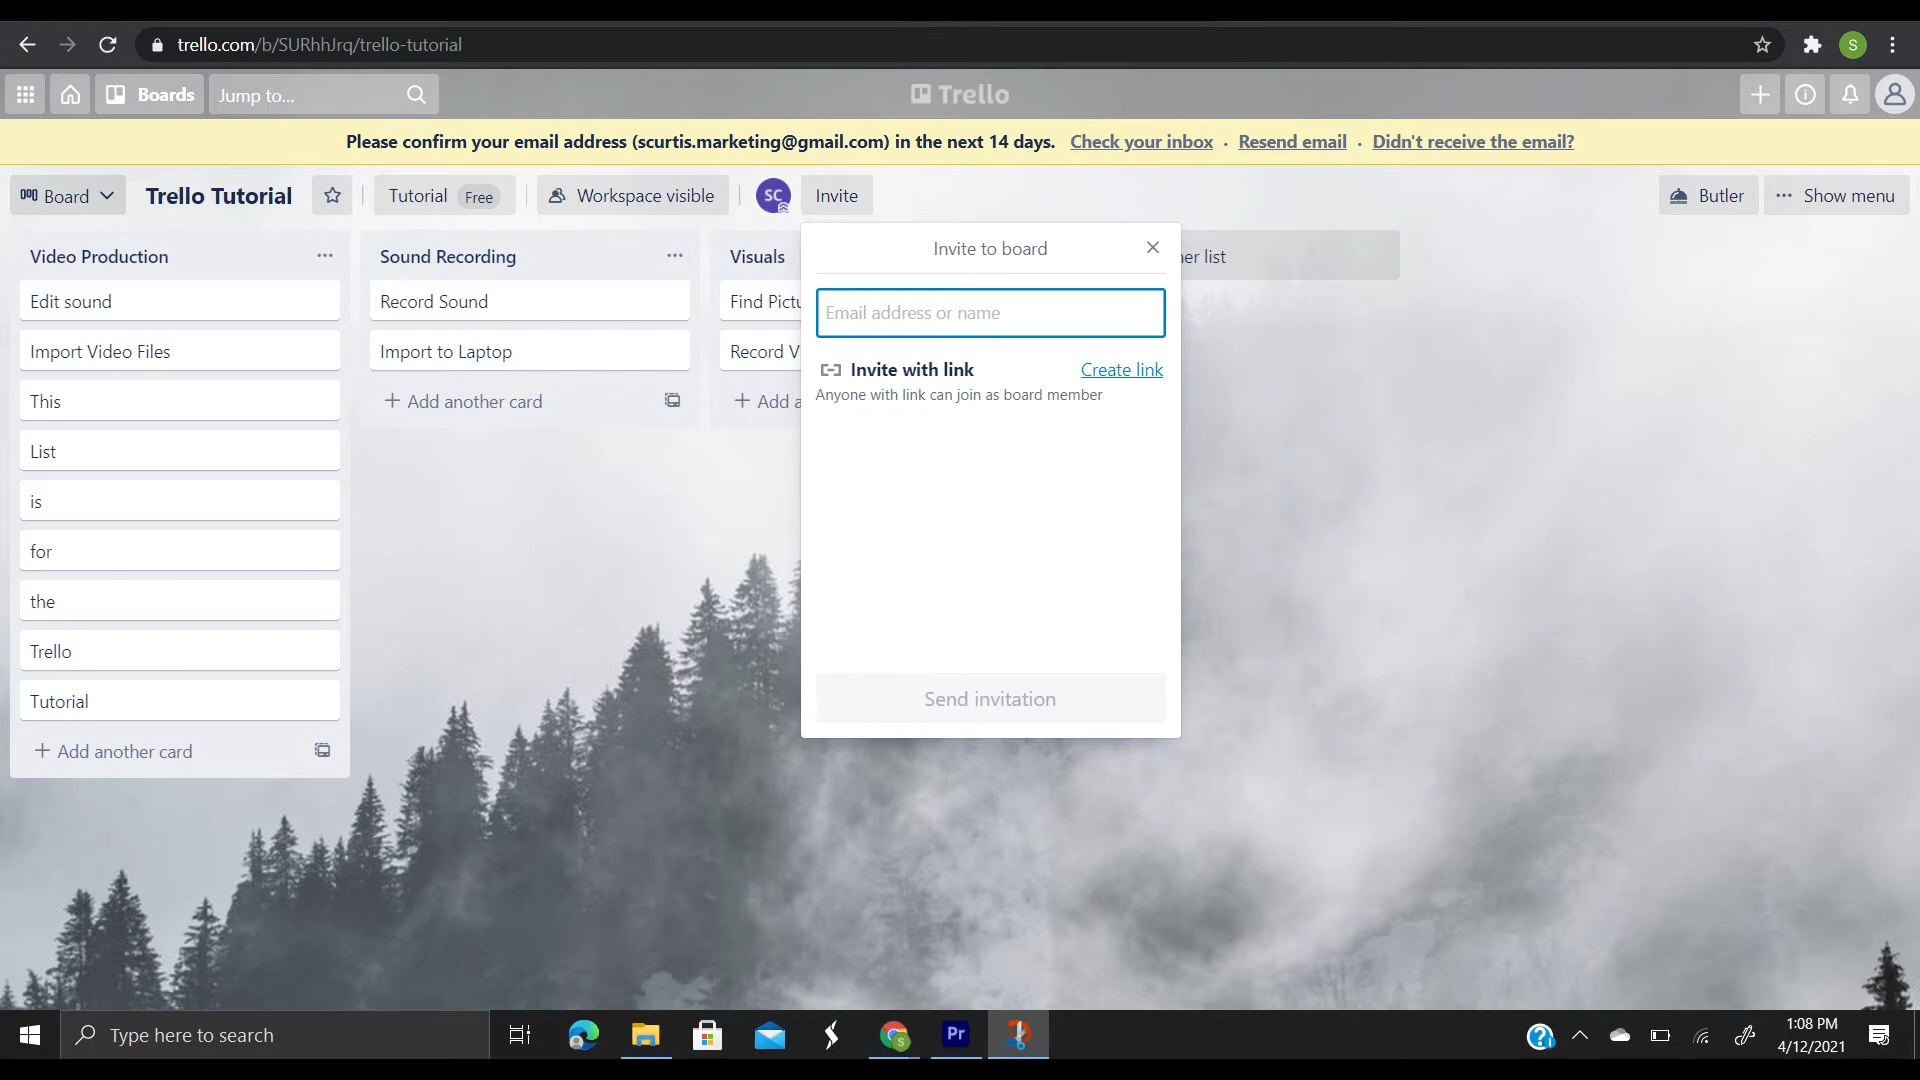 trello.com/b/SURhhJrq/trello-tutorial
S
Boards
Jump to...
Trello
Please confirm your email address (scurtis.marketing@gmail.com) in the next 14 days. Check your inbox · Resend email · Didn't receive the email?
Board
Trello Tutorial
Tutorial Free
Workspace visible
SC
Invite
Butler
··· Show menu
Video Production
Edit sound
Import Video Files
This
List
is
for
the
Trello
Tutorial
+ Add another card
Sound Recording
Record Sound
Import to Laptop
+ Add another card
Visuals
Find Pictu
Record V
+ Add a
er list
Invite to board
Email address or name
Invite with link Create link
Anyone with link can join as board member
Send invitation
Type here to search
S
Pr
1:08 PM
4/12/2021